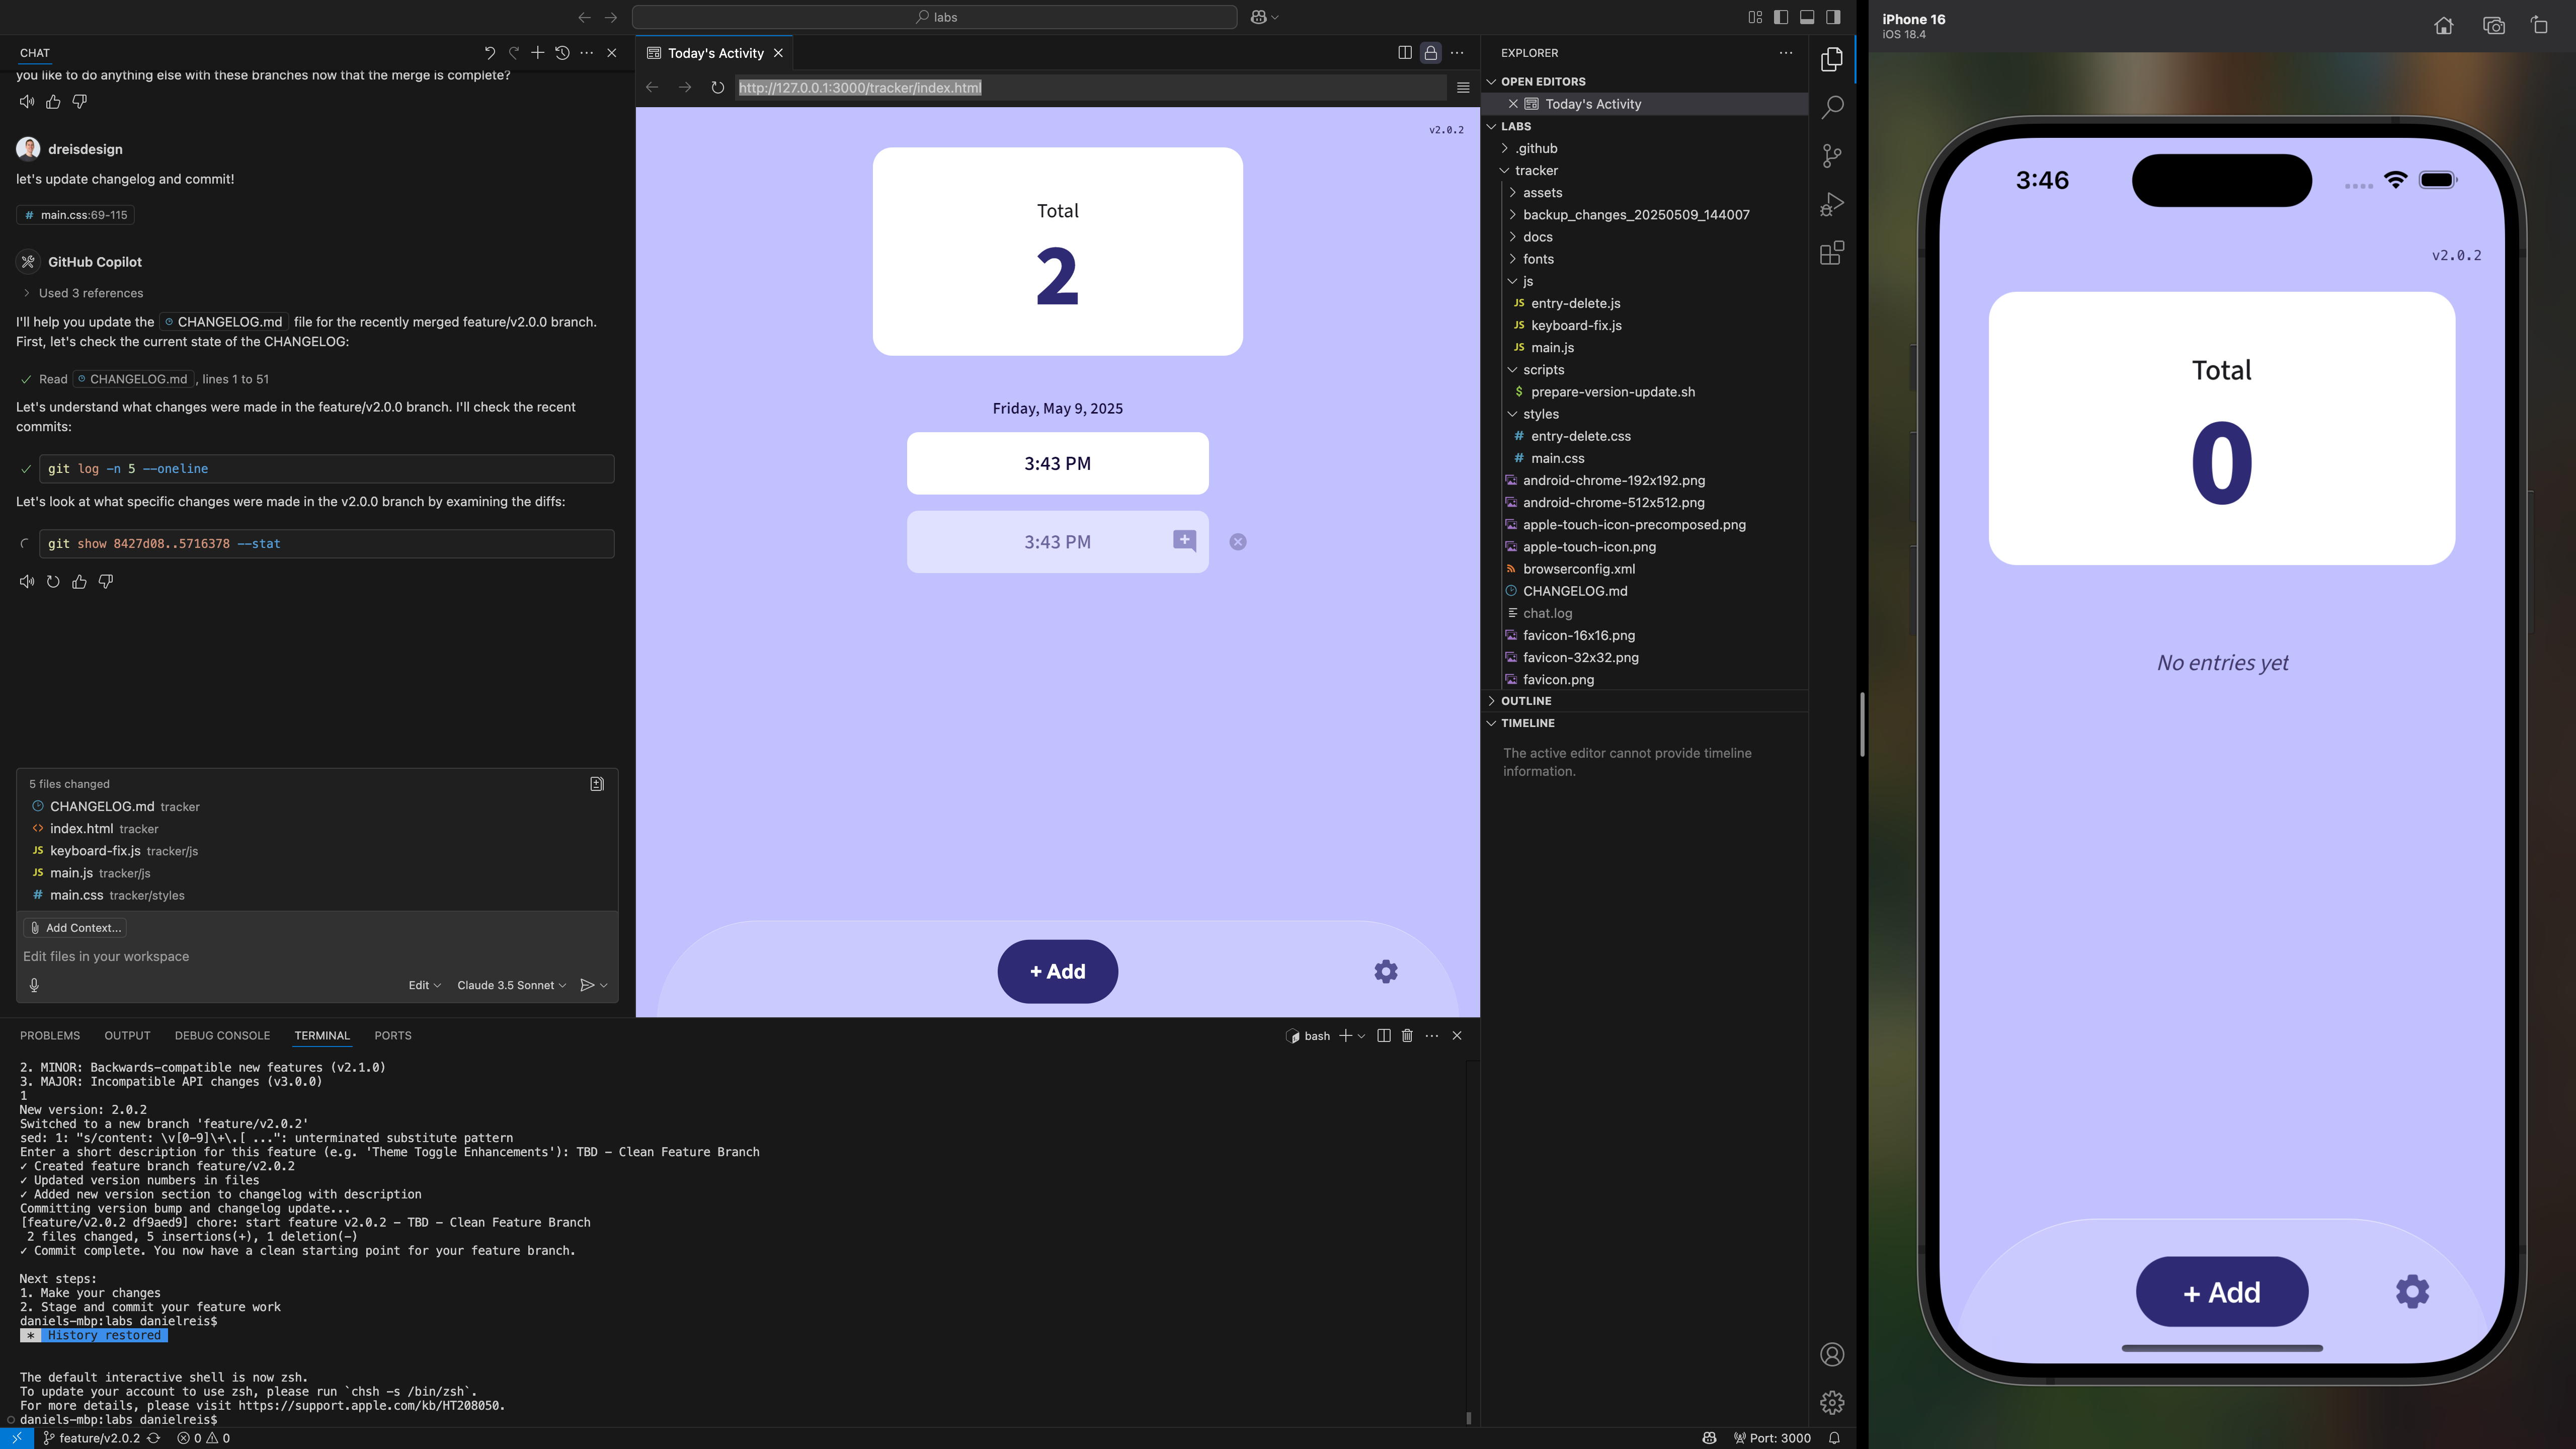 labs
CHAT
you like to do anything else with these branches now that the merge is complete?
dreisdesign
let's update changelog and commit!
# main.css:69-115
GitHub Copilot
Used 3 references
I'll help you update the CHANGELOG.md file for the recently merged feature/v2.0.0 branch.
First, let's check the current state of the CHANGELOG:
Read CHANGELOG.md, lines 1 to 51
Let's understand what changes were made in the feature/v2.0.0 branch. I'll check the recent
commits:
git log -n 5 --oneline
Let's look at what specific changes were made in the v2.0.0 branch by examining the diffs:
git show 8427d08..5716378 --stat
5 files changed
CHANGELOG.md tracker
index.html tracker
JS keyboard-fix.js tracker/js
JS main.js tracker/js
# main.css tracker/styles
Add Context...
Edit files in your workspace
Edit
Claude 3.5 Sonnet
Today's Activity
http://127.0.0.1:3000/tracker/index.html
v2.0.2
Total
2
Friday, May 9, 2025
3:43 PM
3:43 PM
+ Add
EXPLORER
OPEN EDITORS
Today's Activity
LABS
.github
tracker
assets
backup_changes_20250509_144007
docs
fonts
js
JS entry-delete.js
JS keyboard-fix.js
JS main.js
scripts
$ prepare-version-update.sh
styles
# entry-delete.css
# main.css
android-chrome-192x192.png
android-chrome-512x512.png
apple-touch-icon-precomposed.png
apple-touch-icon.png
browserconfig.xml
CHANGELOG.md
chat.log
favicon-16x16.png
favicon-32x32.png
favicon.png
OUTLINE
TIMELINE
The active editor cannot provide timeline
information.
PROBLEMS
OUTPUT
DEBUG CONSOLE
TERMINAL
PORTS
bash
2. MINOR: Backwards-compatible new features (v2.1.0)
3. MAJOR: Incompatible API changes (v3.0.0)
1
New version: 2.0.2
Switched to a new branch 'feature/v2.0.2'
sed: 1: "s/content: \v[0-9]\+\.[ ...": unterminated substitute pattern
Enter a short description for this feature (e.g. 'Theme Toggle Enhancements'): TBD - Clean Feature Branch
✓ Created feature branch feature/v2.0.2
✓ Updated version numbers in files
✓ Added new version section to changelog with description
Committing version bump and changelog update...
[feature/v2.0.2 df9aed9] chore: start feature v2.0.2 - TBD - Clean Feature Branch
2 files changed, 5 insertions(+), 1 deletion(-)
✓ Commit complete. You now have a clean starting point for your feature branch.
Next steps:
1. Make your changes
2. Stage and commit your feature work
daniels-mbp:labs danielreis$
* History restored
The default interactive shell is now zsh.
To update your account to use zsh, please run `chsh -s /bin/zsh`.
For more details, please visit https://support.apple.com/kb/HT208050.
daniels-mbp:labs danielreis$
feature/v2.0.2
0
0
Port: 3000
iPhone 16
iOS 18.4
3:46
v2.0.2
Total
0
No entries yet
+ Add